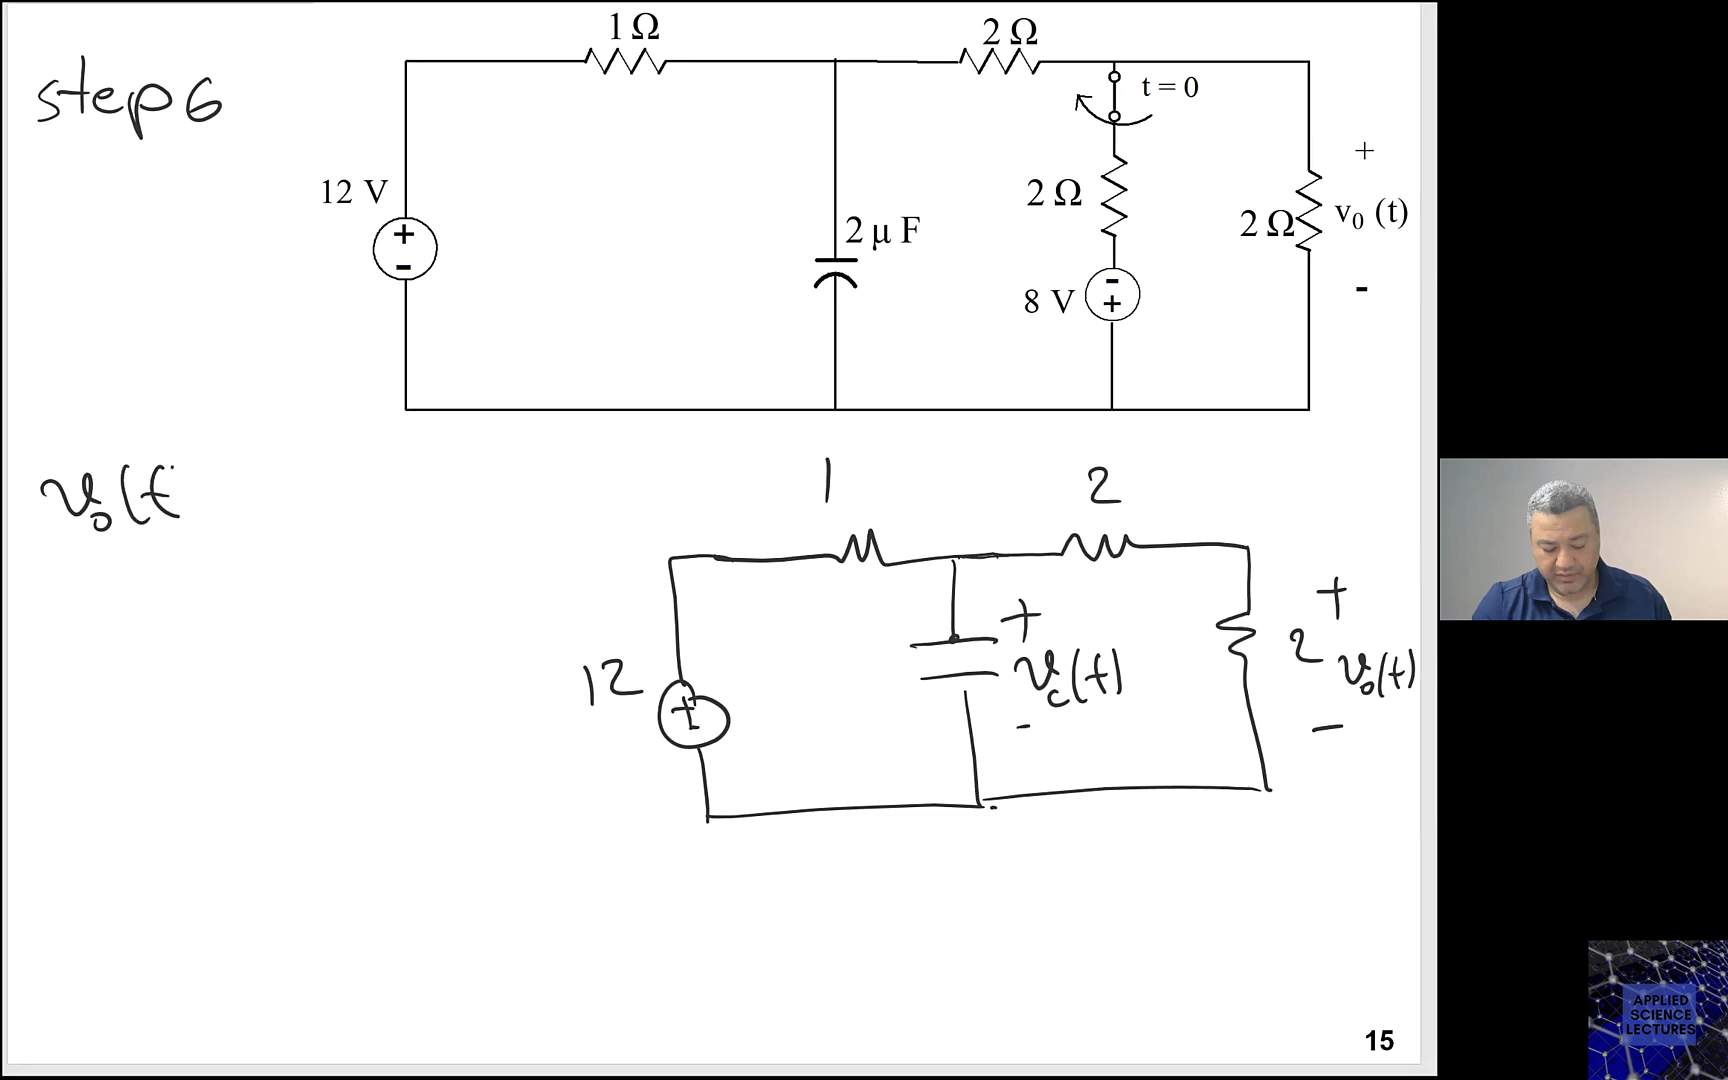 step 6
1 Ω
2 Ω
t = 0
12 V
+
-
2 μ F
2 Ω
8 V
-
+
2 Ω
+
v₀ (t)
-
v₀(t
1
2
12
+
-
+
v_c(t)
-
2
+
v₀(t)
-
15
APPLIED
SCIENCE
LECTURES